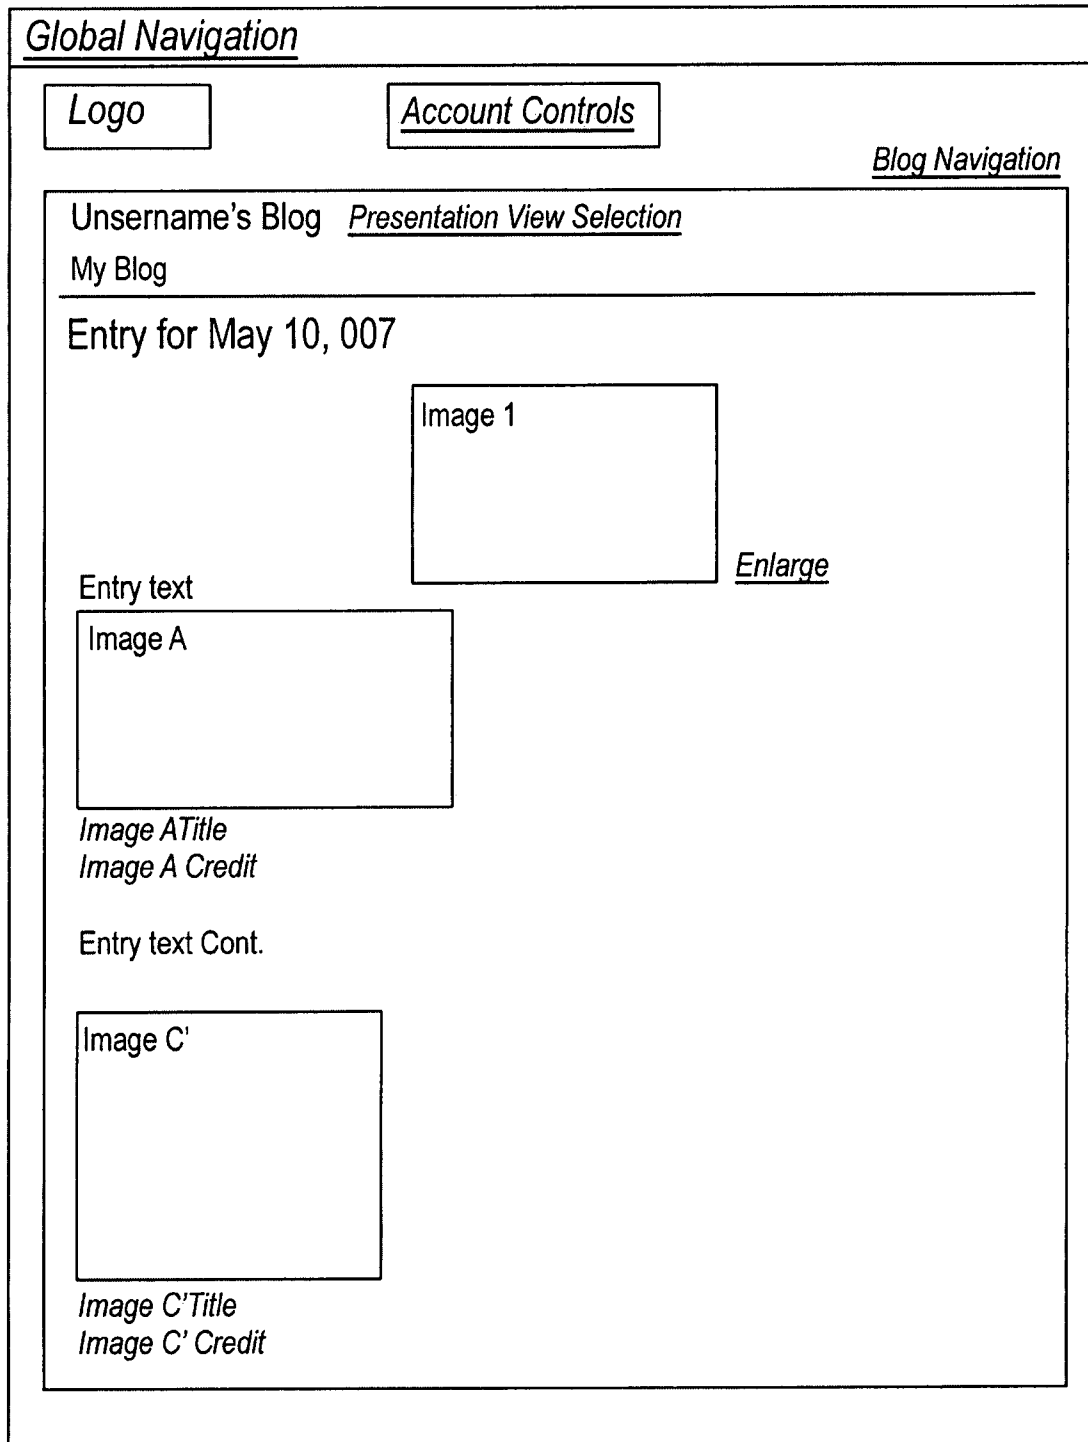 Global Navigation
Logo
Account Controls
Blog Navigation
Unsername's Blog Presentation View Selection
My Blog
Entry for May 10, 007
Image 1
Enlarge
Entry text
Image A
Image ATitle
Image A Credit
Entry text Cont.
Image C'
Image C'Title
Image C' Credit